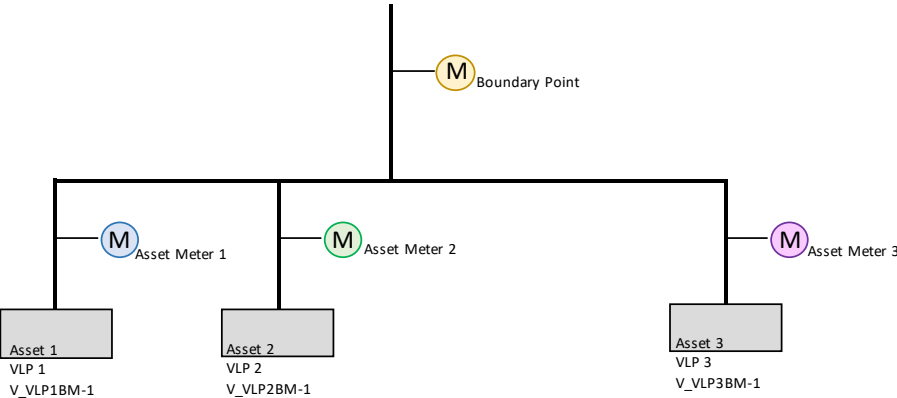 M
Boundary Point
M
Asset Meter 1
M
Asset Meter 2
M
Asset Meter 3
Asset 1
VLP 1
V_VLP1BM-1
Asset 2
VLP 2
V_VLP2BM-1
Asset 3
VLP 3
V_VLP3BM-1